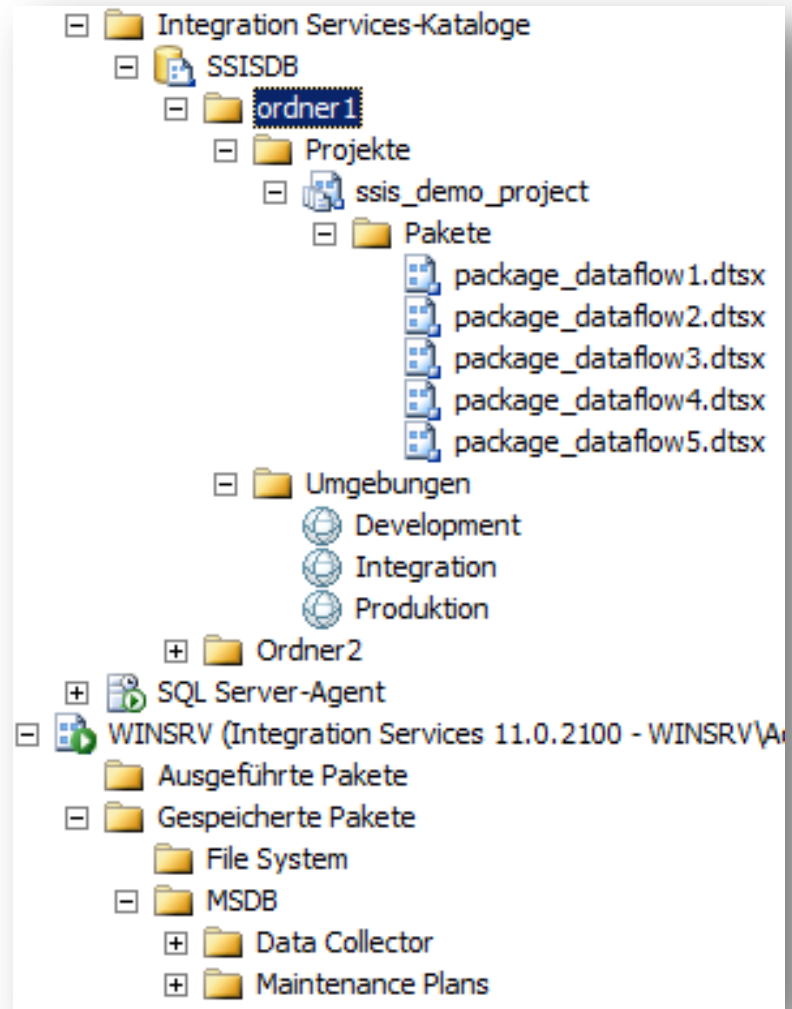 Integration Services-Kataloge
SSISDB
ordner1
Projekte
ssis_demo_project
Pakete
package_dataflow1.dtsx
package_dataflow2.dtsx
package_dataflow3.dtsx
package_dataflow4.dtsx
package_dataflow5.dtsx
Umgebungen
Development
Integration
Produktion
Ordner2
SQL Server-Agent
WINSRV (Integration Services 11.0.2100 - WINSRV\A
Ausgeführte Pakete
Gespeicherte Pakete
File System
MSDB
Data Collector
Maintenance Plans